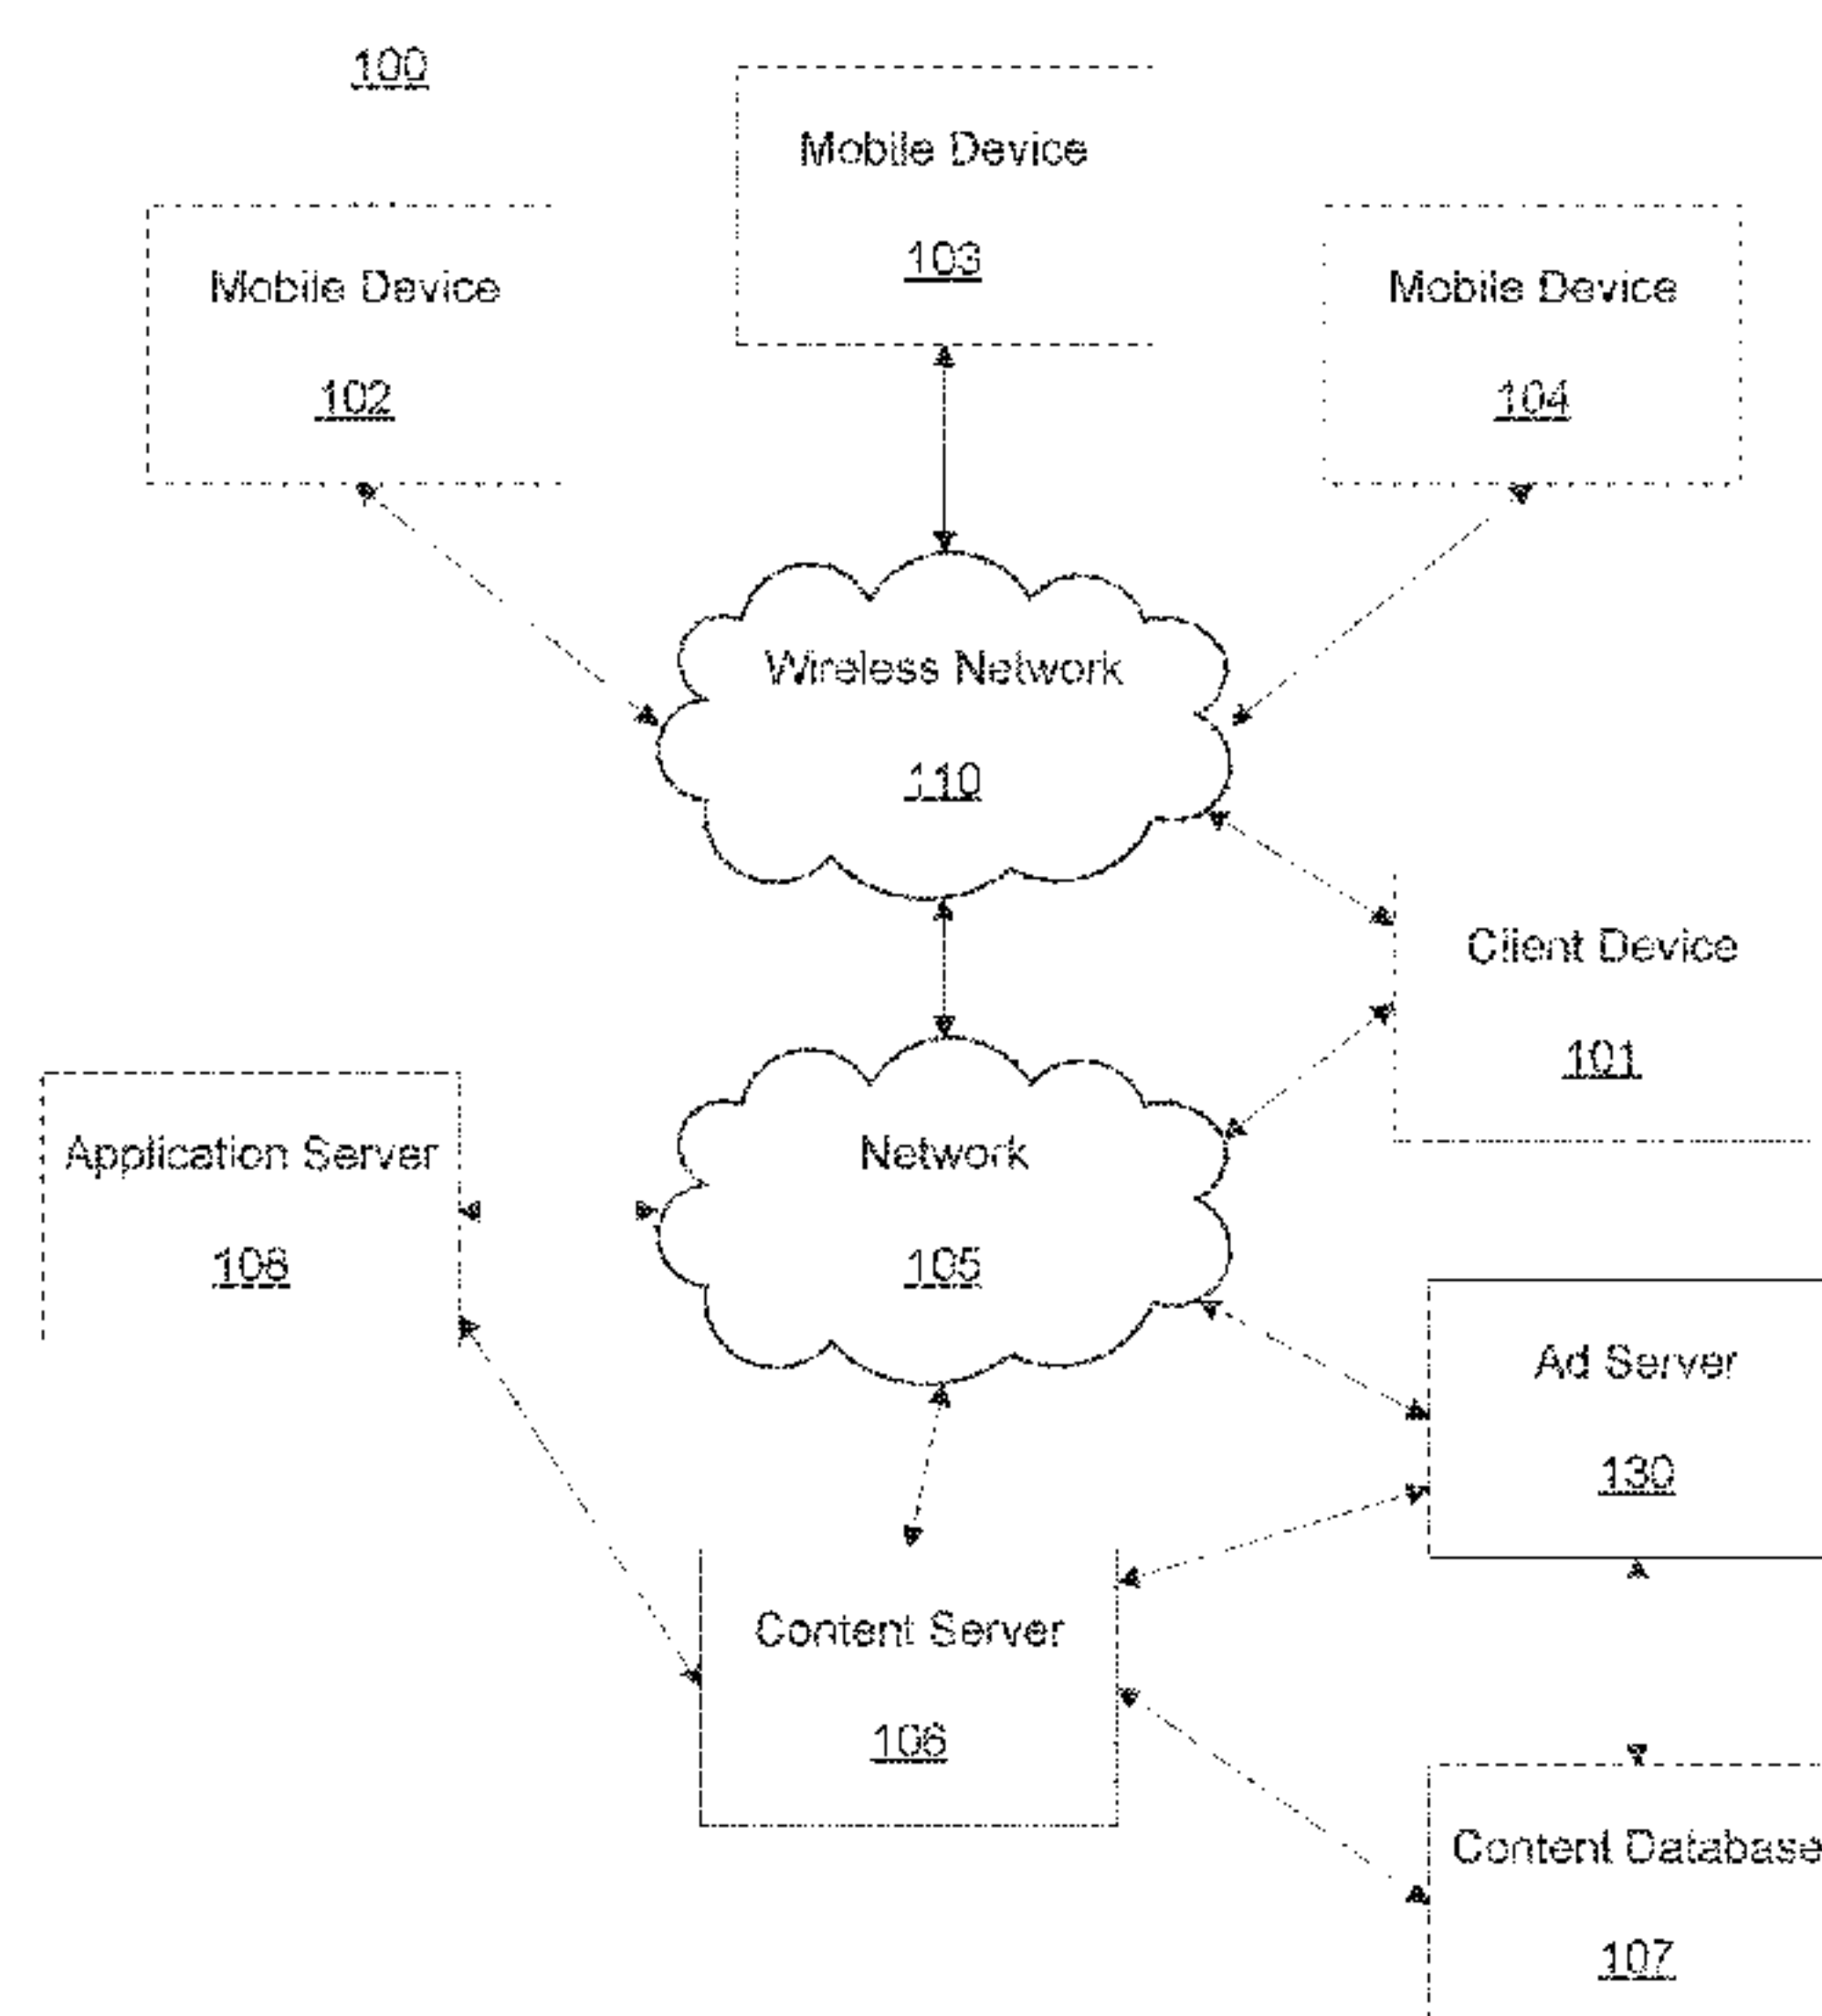 100
Mobile Device
103
Mobile Device
102
Mobile Device
104
Wireless Network
110
Client Device
101
Application Server
108
Network
105
Ad Server
130
Content Server
106
Content Database
107